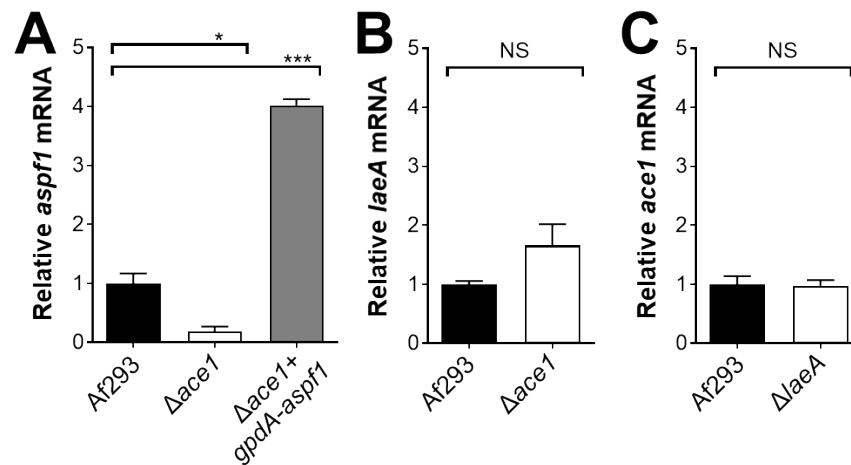 A
Relative aspf1 mRNA
5
4
3
2
1
0
*
***
Af293
Δace1
Δace1+
gpdA-aspf1
B
Relative laeA mRNA
5
4
3
2
1
0
NS
Af293
Δace1
C
Relative ace1 mRNA
5
4
3
2
1
0
NS
Af293
ΔlaeA